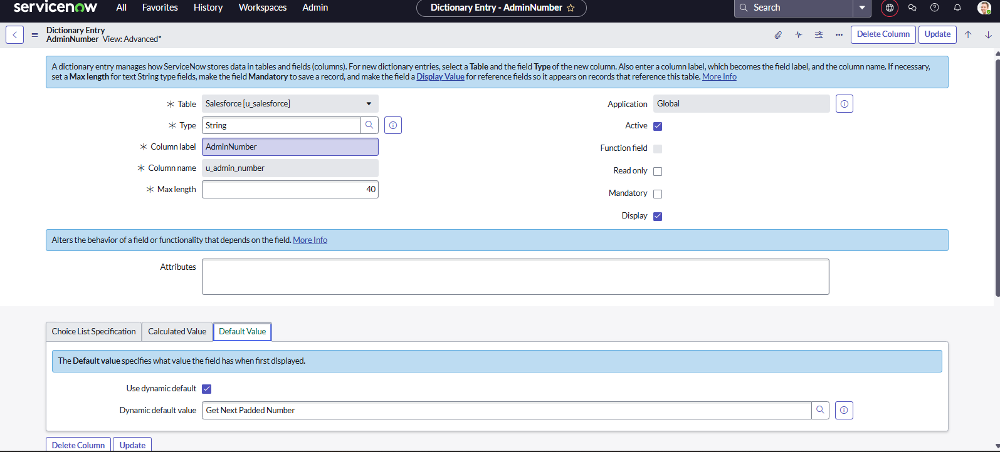 servicenow All Favorites History Workspaces Admin Dictionary Entry - AdminNumber Search
Dictionary Entry
AdminNumber View: Advanced*
Delete Column Update
A dictionary entry manages how ServiceNow stores data in tables and fields (columns). For new dictionary entries, select a Table and the field Type of the new column. Also enter a column label, which becomes the field label, and the column name. If necessary,
set a Max length for text String type fields, make the field Mandatory to save a record, and make the field a Display Value for reference fields so it appears on records that reference this table. More Info
Table Salesforce [u_salesforce]
Type String
Column label AdminNumber
Column name u_admin_number
Max length 40
Application Global
Active
Function field
Read only
Mandatory
Display
Alters the behavior of a field or functionality that depends on the field. More Info
Attributes
Choice List Specification Calculated Value Default Value
The Default value specifies what value the field has when first displayed.
Use dynamic default
Dynamic default value Get Next Padded Number
Delete Column Update